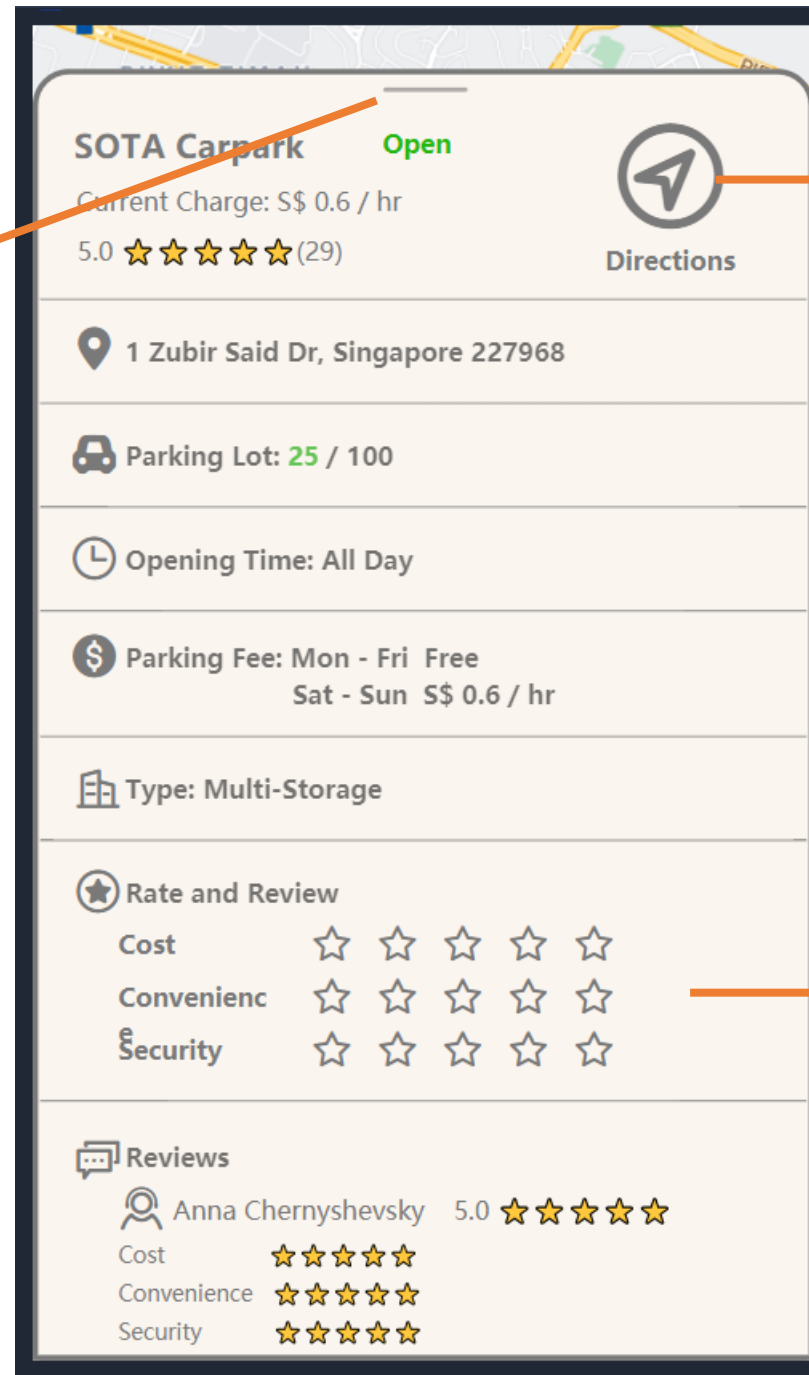 SOTA Carpark Open
Current Charge: S$ 0.6 / hr
5.0 (29)
Directions
1 Zubir Said Dr, Singapore 227968
Parking Lot: 25 / 100
Opening Time: All Day
Parking Fee: Mon - Fri Free
Sat - Sun S$ 0.6 / hr
Type: Multi-Storage
Rate and Review
Cost
Convenienc
e
Security
Reviews
Anna Chernyshevsky 5.0
Cost
Convenience
Security